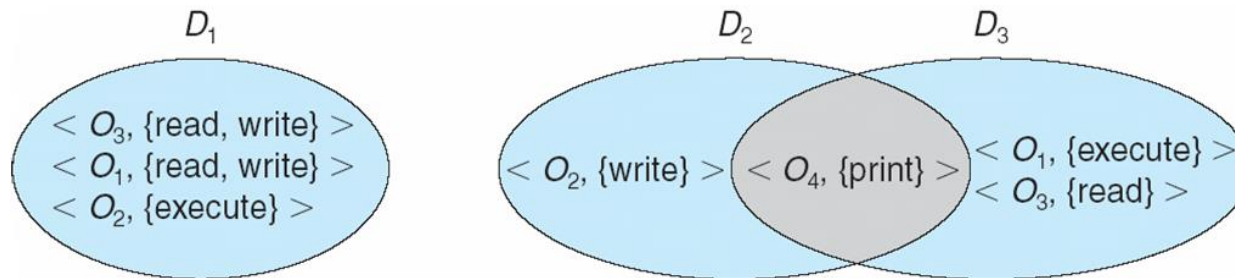 D₁
D₂
D₃
< O₃, {read, write} >
< O₁, {read, write} >
< O₂, {execute} >
< O₂, {write} >
< O₄, {print} >
< O₁, {execute} >
< O₃, {read} >